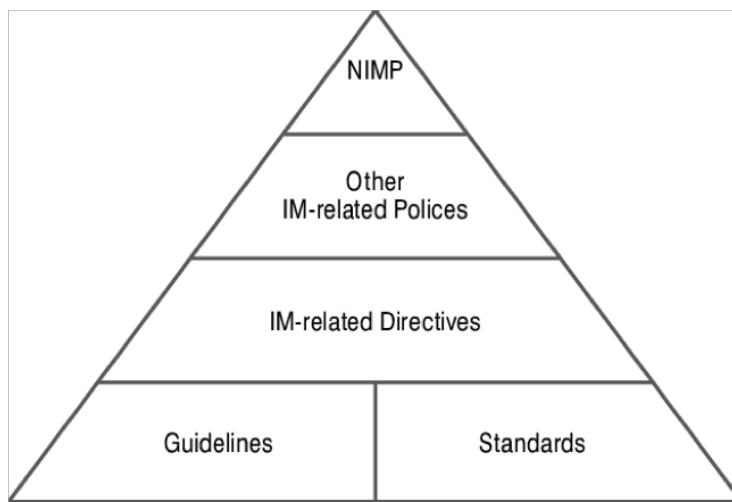 NIMP
Other
IM-related Polices
IM-related Directives
Guidelines
Standards